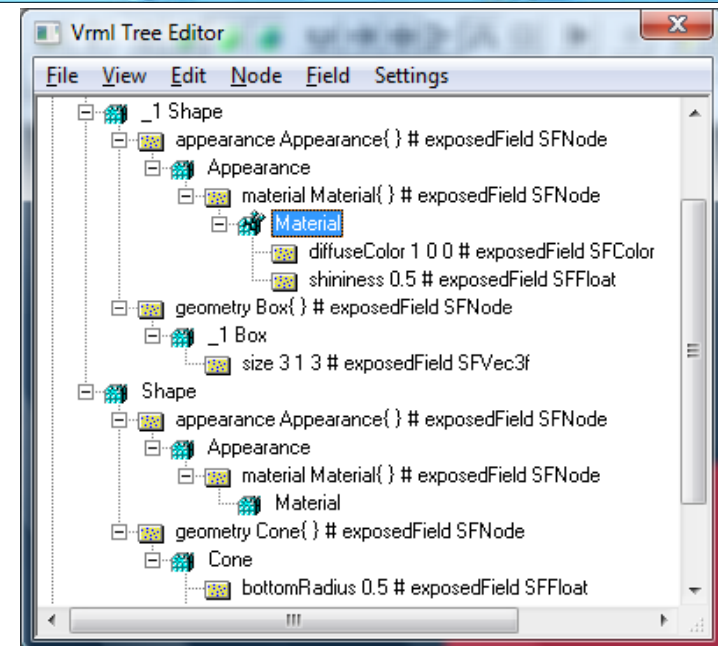 Vrml Tree Editor
File View Edit Node Field Settings
_1 Shape
appearance Appearance{ } # exposedField SFNode
Appearance
material Material{ } # exposedField SFNode
Material
diffuseColor 1 0 0 # exposedField SFColor
shininess 0.5 # exposedField SFFloat
geometry Box{ } # exposedField SFNode
_1 Box
size 3 1 3 # exposedField SFVec3f
Shape
appearance Appearance{ } # exposedField SFNode
Appearance
material Material{ } # exposedField SFNode
Material
geometry Cone{ } # exposedField SFNode
Cone
bottomRadius 0.5 # exposedField SFFloat